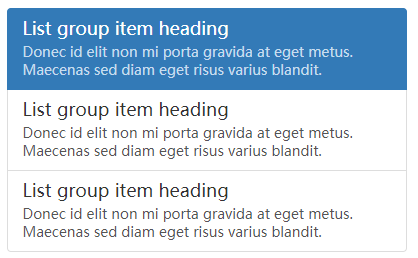 List group item heading
Donec id elit non mi porta gravida at eget metus.
Maecenas sed diam eget risus varius blandit.
List group item heading
Donec id elit non mi porta gravida at eget metus.
Maecenas sed diam eget risus varius blandit.
List group item heading
Donec id elit non mi porta gravida at eget metus.
Maecenas sed diam eget risus varius blandit.